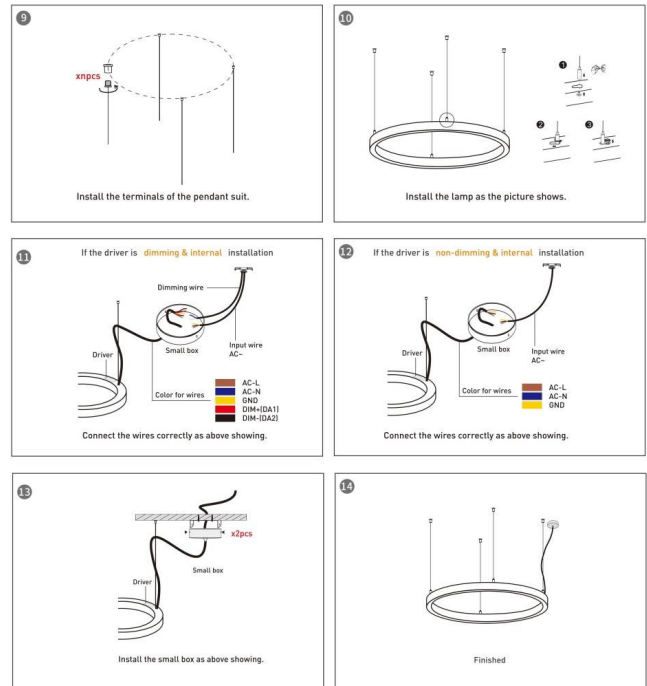 9
xnpcs
Install the terminals of the pendant suit.
10
1
2
3
Install the lamp as the picture shows.
11
If the driver is dimming & internal installation
Dimming wire
Small box
Driver
Input wire
AC~
Color for wires
AC-L
AC-N
GND
DIM+(DA1)
DIM-(DA2)
Connect the wires correctly as above showing.
12
If the driver is non-dimming & internal installation
Small box
Driver
Input wire
AC~
Color for wires
AC-L
AC-N
GND
Connect the wires correctly as above showing.
13
x2pcs
Small box
Driver
Install the small box as above showing.
14
Finished